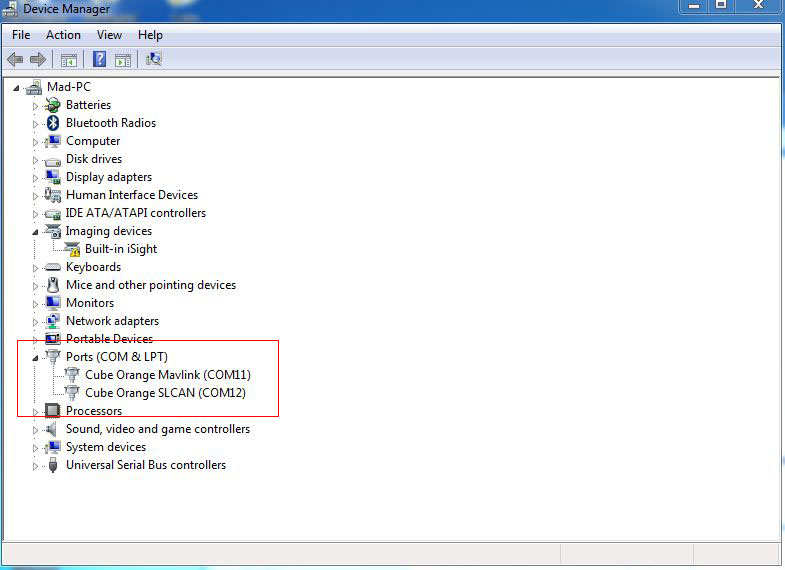 Device Manager
File Action View Help
Mad-PC
Batteries
Bluetooth Radios
Computer
Disk drives
Display adapters
Human Interface Devices
IDE ATA/ATAPI controllers
Imaging devices
Built-in iSight
Keyboards
Mice and other pointing devices
Monitors
Network adapters
Portable Devices
Ports (COM & LPT)
Cube Orange Mavlink (COM11)
Cube Orange SLCAN (COM12)
Processors
Sound, video and game controllers
System devices
Universal Serial Bus controllers